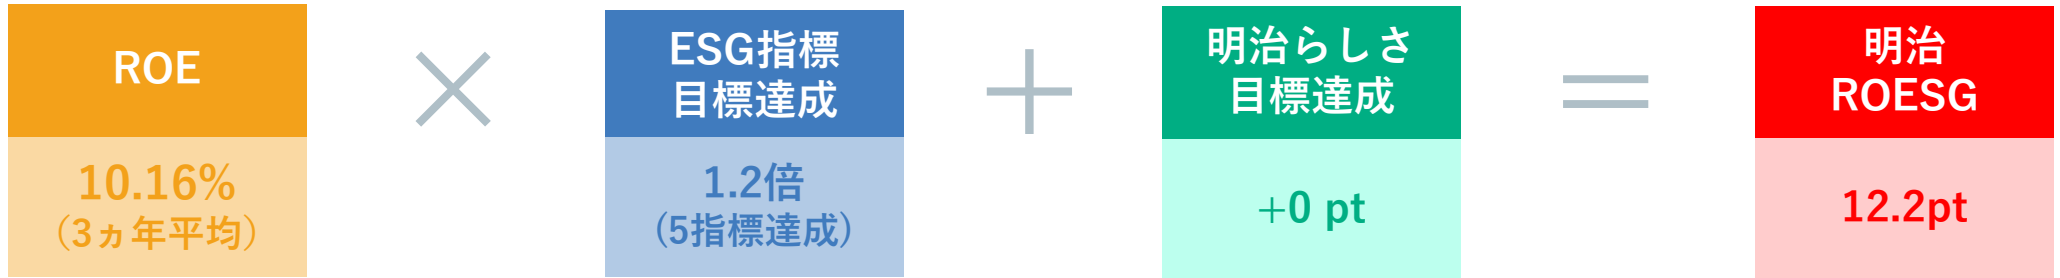 ROE
10.16%
（3ヵ年平均）
×
ESG指標
目標達成
1.2倍
（5指標達成）
＋
明治らしさ
目標達成
+0 pt
＝
明治
ROESG
12.2pt